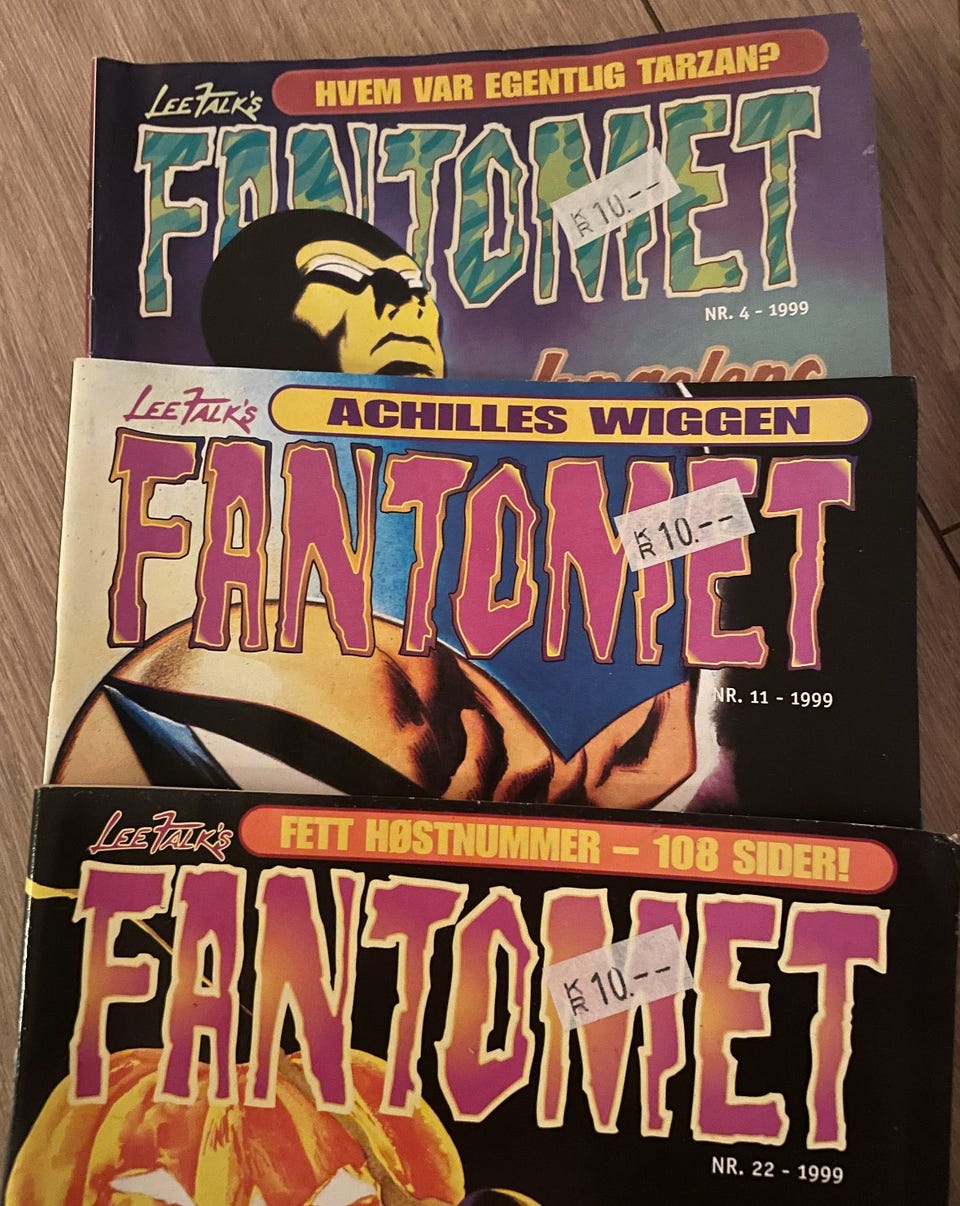 HVEM VAR EGENTLIG TARZAN?
LEE FALK'S
FANTOMET
KR 10.--
NR. 4 - 1999
LEE FALK'S
ACHILLES WIGGEN
FANTOMET
KR 10.--
NR. 11 - 1999
LEE FALK'S
FETT HØSTNUMMER – 108 SIDER!
FANTOMET
KR 10.--
NR. 22 - 1999